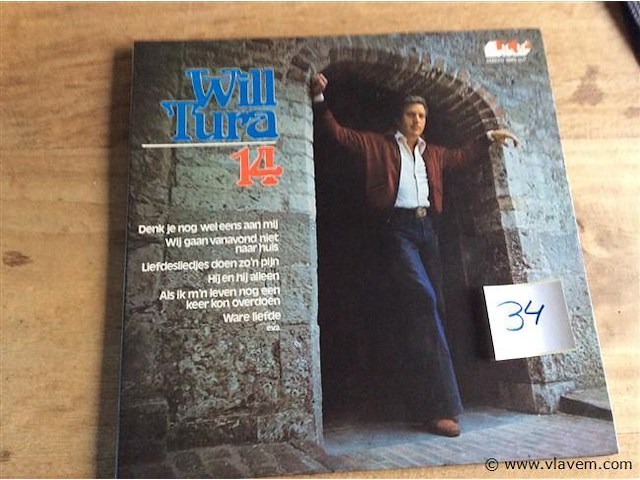 Will
Tura
14
Denk je nog wel eens aan mij
Wij gaan vanavond niet
naar huis
Liefdesliedjes doen zo'n pijn
Hij en hij alleen
Als ik m'n leven nog een
keer kon overdoen
Ware liefde
e.v.a.
34
© www.vlavem.com